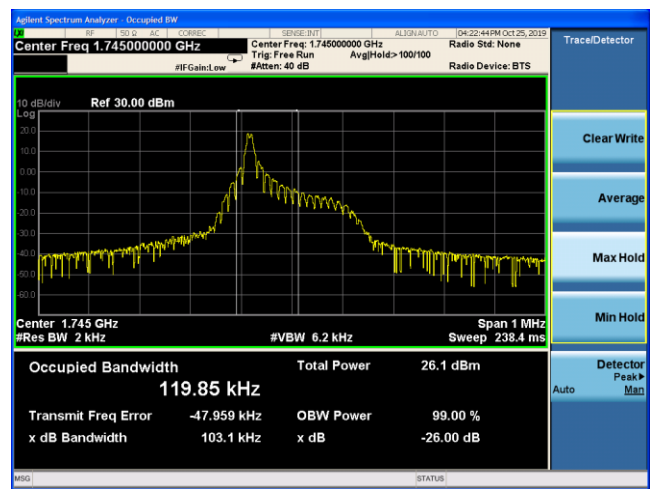 Agilent Spectrum Analyzer - Occupied BW
RF 50 Ω AC CORREC SENSE:INT ALIGNAUTO 04:22:44 PM Oct 25, 2019
Center Freq 1.745000000 GHz Center Freq: 1.745000000 GHz Radio Std: None Trace/Detector
Trig: Free Run Avg|Hold:> 100/100
#IFGain:Low #Atten: 40 dB Radio Device: BTS
10 dB/div Ref 30.00 dBm
Log
20.0
Clear Write
10.0
0.00
-10.0
Average
-20.0
-30.0
-40.0
Max Hold
-50.0
-60.0
Min Hold
Center 1.745 GHz Span 1 MHz
#Res BW 2 kHz #VBW 6.2 kHz Sweep 238.4 ms
Occupied Bandwidth Total Power 26.1 dBm
119.85 kHz
Detector
Peak▶
Auto Man
Transmit Freq Error -47.959 kHz OBW Power 99.00 %
x dB Bandwidth 103.1 kHz x dB -26.00 dB
MSG STATUS